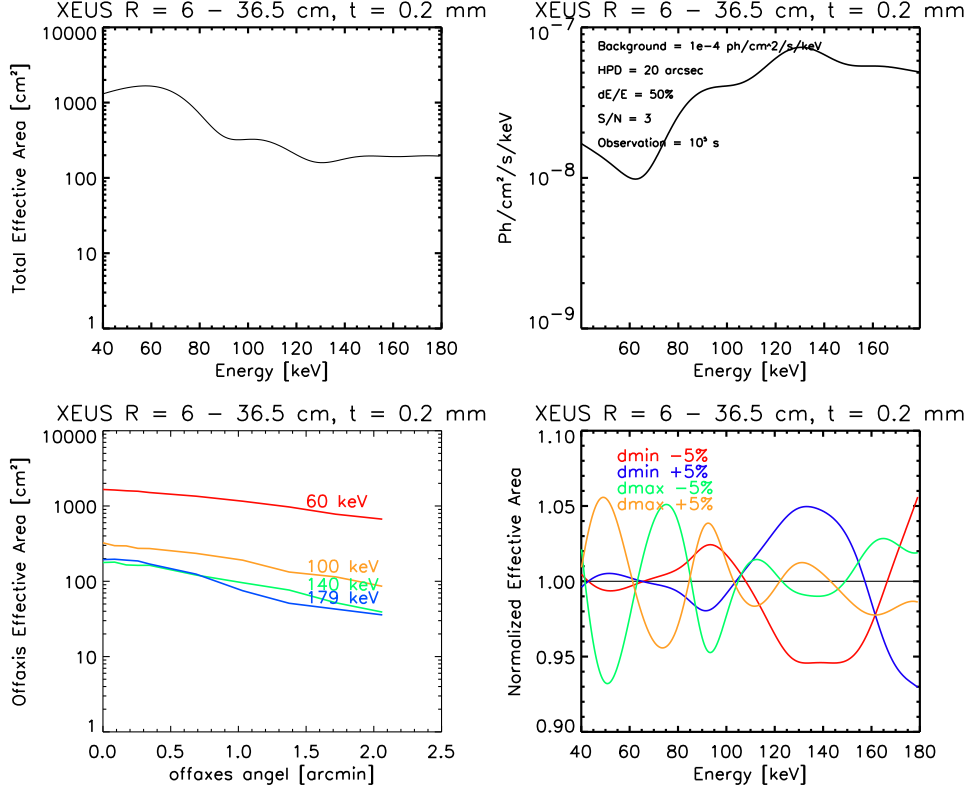 XEUS R = 6 – 36.5 cm, t = 0.2 mm
10000
1000
100
10
1
Total Effective Area [cm²]
40 60 80 100 120 140 160 180
Energy [keV]
XEUS R = 6 – 36.5 cm, t = 0.2 mm
10⁻⁷
10⁻⁸
10⁻⁹
Ph/cm²/s/keV
Background = 1e-4 ph/cm^2/s/keV
HPD = 20 arcsec
dE/E = 50%
S/N = 3
Observation = 10⁵ s
60 80 100 120 140 160
Energy [keV]
XEUS R = 6 – 36.5 cm, t = 0.2 mm
10000
1000
100
10
1
Offaxis Effective Area [cm²]
60 keV
100 keV
140 keV
179 keV
0.0 0.5 1.0 1.5 2.0 2.5
offaxes angel [arcmin]
XEUS R = 6 – 36.5 cm, t = 0.2 mm
1.10
1.05
1.00
0.95
0.90
Normalized Effective Area
dmin –5%
dmin +5%
dmax –5%
dmax +5%
40 60 80 100 120 140 160 180
Energy [keV]